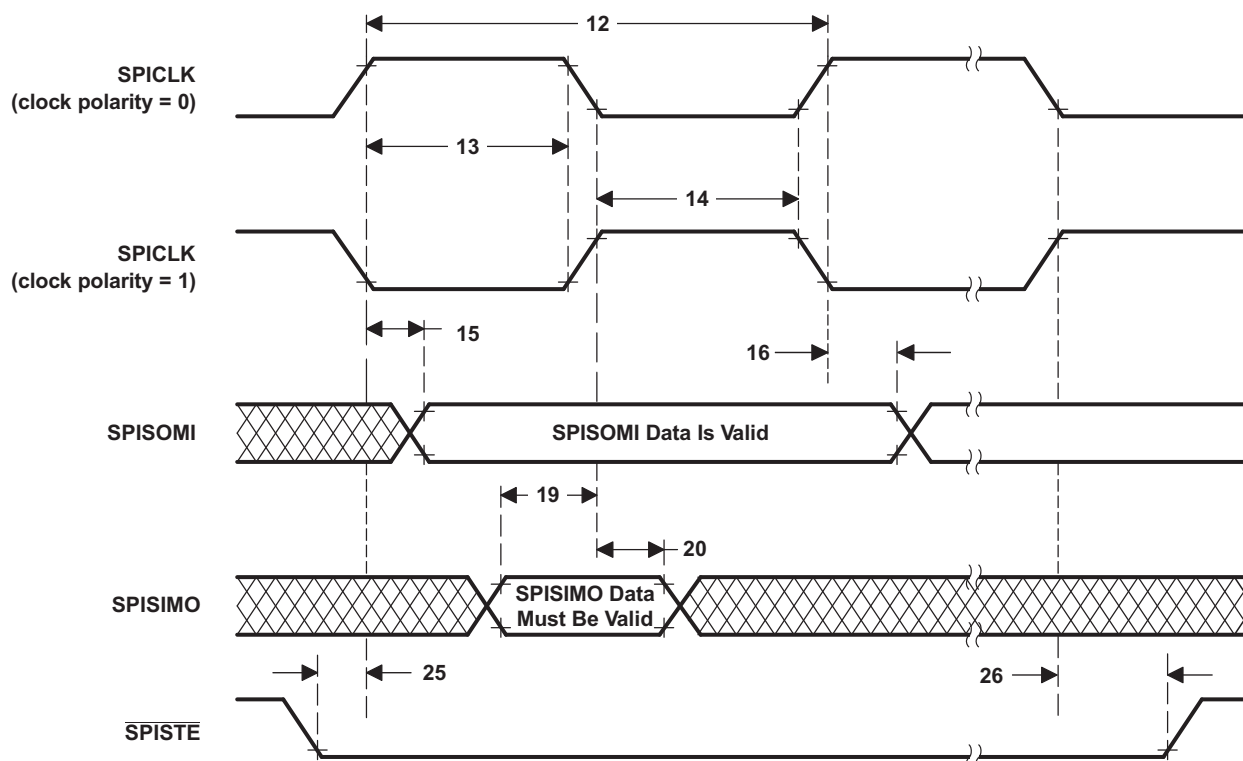 12
SPICLK
(clock polarity = 0)
13
14
SPICLK
(clock polarity = 1)
15
16
SPISOMI
SPISOMI Data Is Valid
19
20
SPISIMO
SPISIMO Data
Must Be Valid
25
26
SPISTE